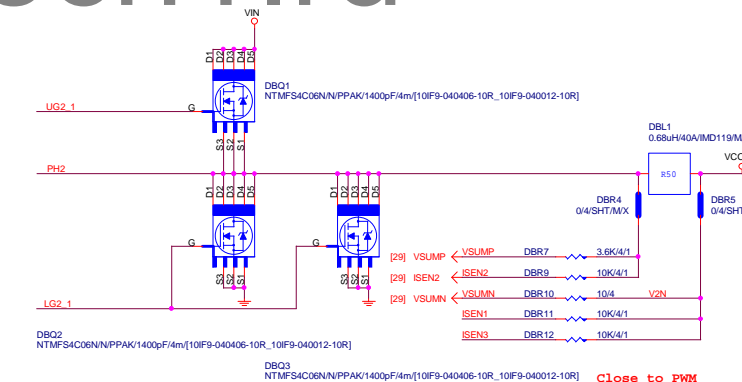 VIN
D1 D2 D3 D4 D5
DBQ1
NTMFS4C06N/N/PPAK/1400pF/4m/[10IF9-040406-10R_10IF9-040012-10R]
UG2_1
G
S3 S2 S1
DBL1
0.68uH/40A/IMD119/M
VCO
PH2
R50
D1 D2 D3 D4 D5
D1 D2 D3 D4 D5
DBR4
0/4/SHT/M/X
DBR5
0/4/SHT
G
G
[29] VSUMP VSUMP DBR7 3.6K/4/1
[29] ISEN2 ISEN2 DBR9 10K/4/1
S3 S2 S1
S3 S2 S1
[29] VSUMN VSUMN DBR10 10/4 V2N
LG2_1
ISEN1 DBR11 10K/4/1
ISEN3 DBR12 10K/4/1
DBQ2
NTMFS4C06N/N/PPAK/1400pF/4m/[10IF9-040406-10R_10IF9-040012-10R]
DBQ3
NTMFS4C06N/N/PPAK/1400pF/4m/[10IF9-040406-10R_10IF9-040012-10R]
Close to PWM